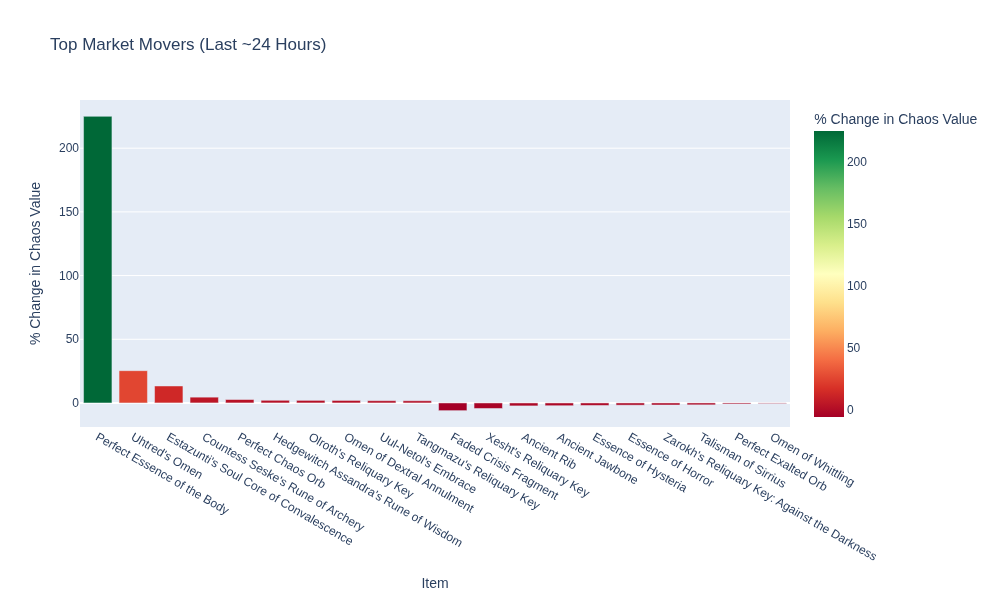 Top Market Movers (Last ~24 Hours)
% Change in Chaos Value
200
150
100
50
0
% Change in Chaos Value
200
150
100
50
0
Perfect Essence of the Body
Uhtred's Omen
Estazunti's Soul Core of Convalescence
Countess Seske's Rune of Archery
Perfect Chaos Orb
Hedgewitch Assandra's Rune of Wisdom
Olroth's Reliquary Key
Omen of Dextral Annulment
Uul-Netol's Embrace
Tangmazu's Reliquary Key
Faded Crisis Fragment
Xesht's Reliquary Key
Ancient Rib
Ancient Jawbone
Essence of Hysteria
Essence of Horror
Zarokh's Reliquary Key: Against the Darkness
Talisman of Sirius
Perfect Exalted Orb
Omen of Whittling
Item